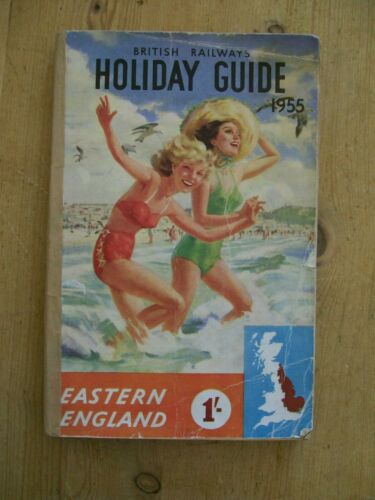 BRITISH RAILWAYS
HOLIDAY GUIDE
1955
EASTERN
ENGLAND
1'-